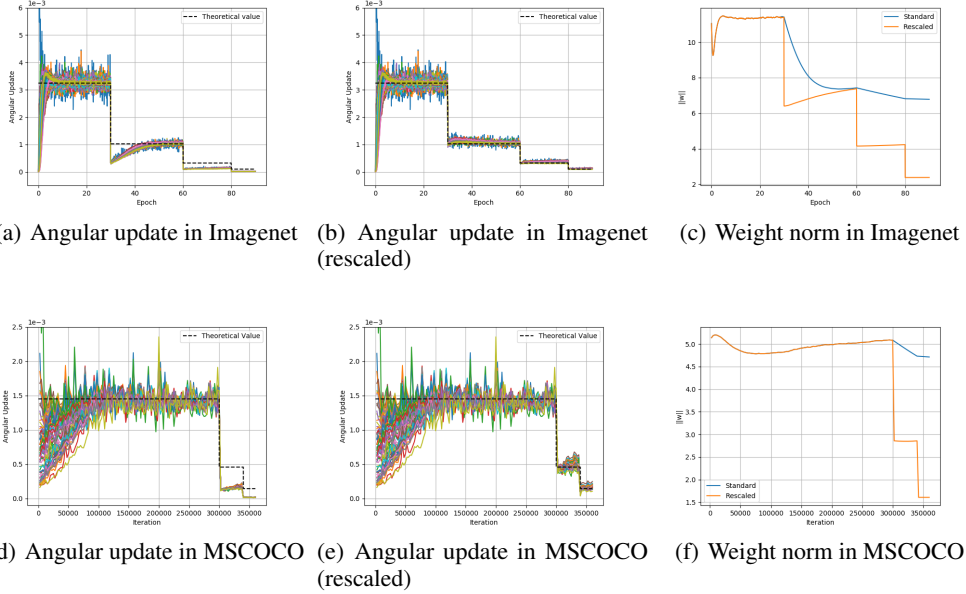 1e−3
6
5
4
3
2
1
0
Angular Update
0 20 40 60 80
Epoch
Theoretical value
1e−3
6
5
4
3
2
1
0
Angular Update
0 20 40 60 80
Epoch
Theoretical value
10
8
6
4
2
||w||
0 20 40 60 80
Epoch
Standard
Rescaled
a) Angular update in Imagenet
(b) Angular update in Imagenet
(rescaled)
(c) Weight norm in Imagenet
1e−3
2.5
2.0
1.5
1.0
0.5
0.0
Angular Update
0 50000 100000 150000 200000 250000 300000 350000
Iteration
Theoretical Value
1e−3
2.5
2.0
1.5
1.0
0.5
0.0
Angular Update
0 50000 100000 150000 200000 250000 300000 350000
Iteration
Theoretical Value
5.0
4.5
4.0
3.5
3.0
2.5
2.0
1.5
||w||
0 50000 100000 150000 200000 250000 300000 350000
Iteration
Standard
Rescaled
d) Angular update in MSCOCO
(e) Angular update in MSCOCO
(rescaled)
(f) Weight norm in MSCOCO